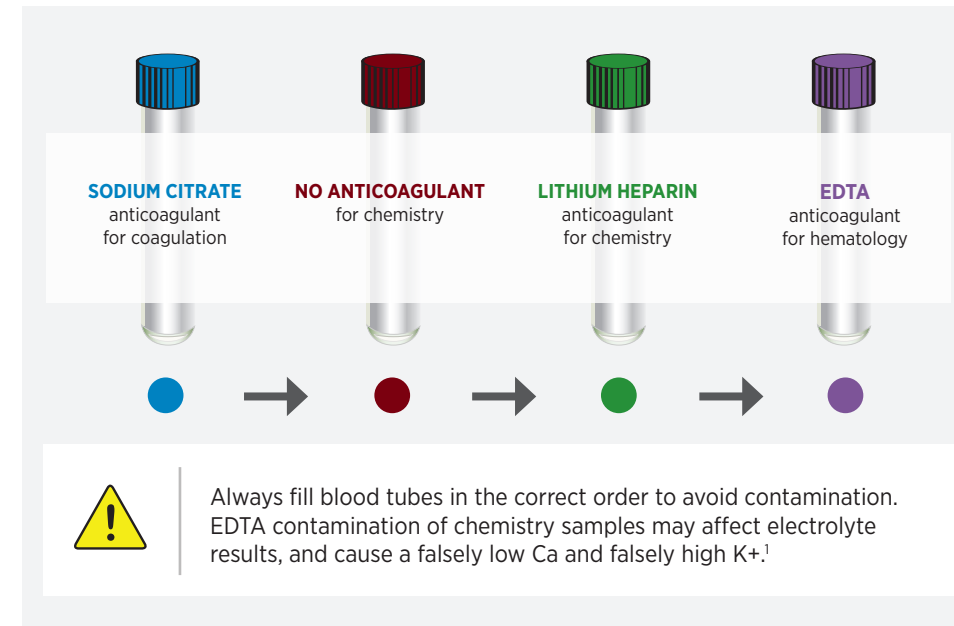 SODIUM CITRATE
anticoagulant
for coagulation
NO ANTICOAGULANT
for chemistry
LITHIUM HEPARIN
anticoagulant
for chemistry
EDTA
anticoagulant
for hematology
Always fill blood tubes in the correct order to avoid contamination.
EDTA contamination of chemistry samples may affect electrolyte
results, and cause a falsely low Ca and falsely high K+.¹